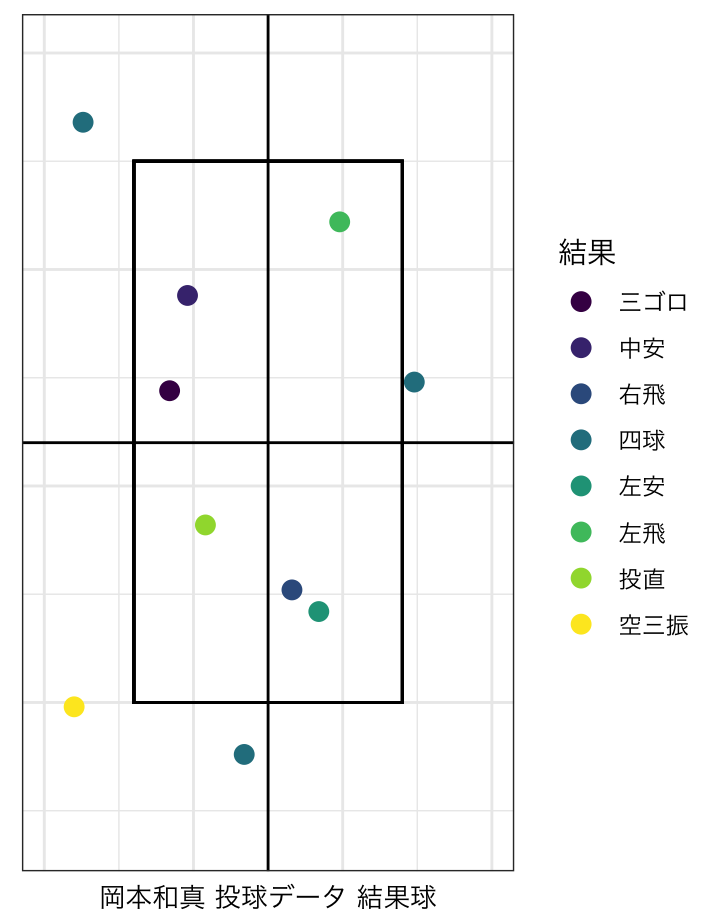 結果
三ゴロ
中安
右飛
四球
左安
左飛
投直
空三振
岡本和真 投球データ 結果球